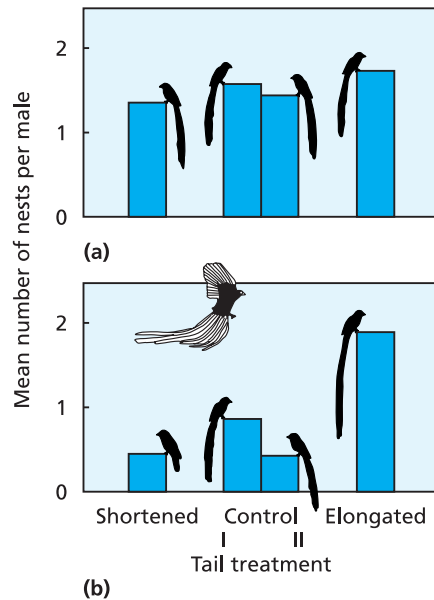 Mean number of nests per male
2
1
0
(a)
2
1
0
Shortened Control Elongated
I II
Tail treatment
(b)